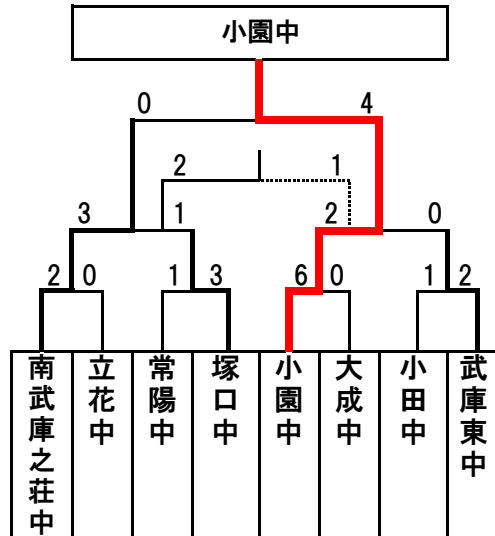 小園中
0 4
2 1
3 1 2 0
2 0 1 3 6 0 1 2
南武庫之荘中
立花中
常陽中
塚口中
小園中
大成中
小田中
武庫東中